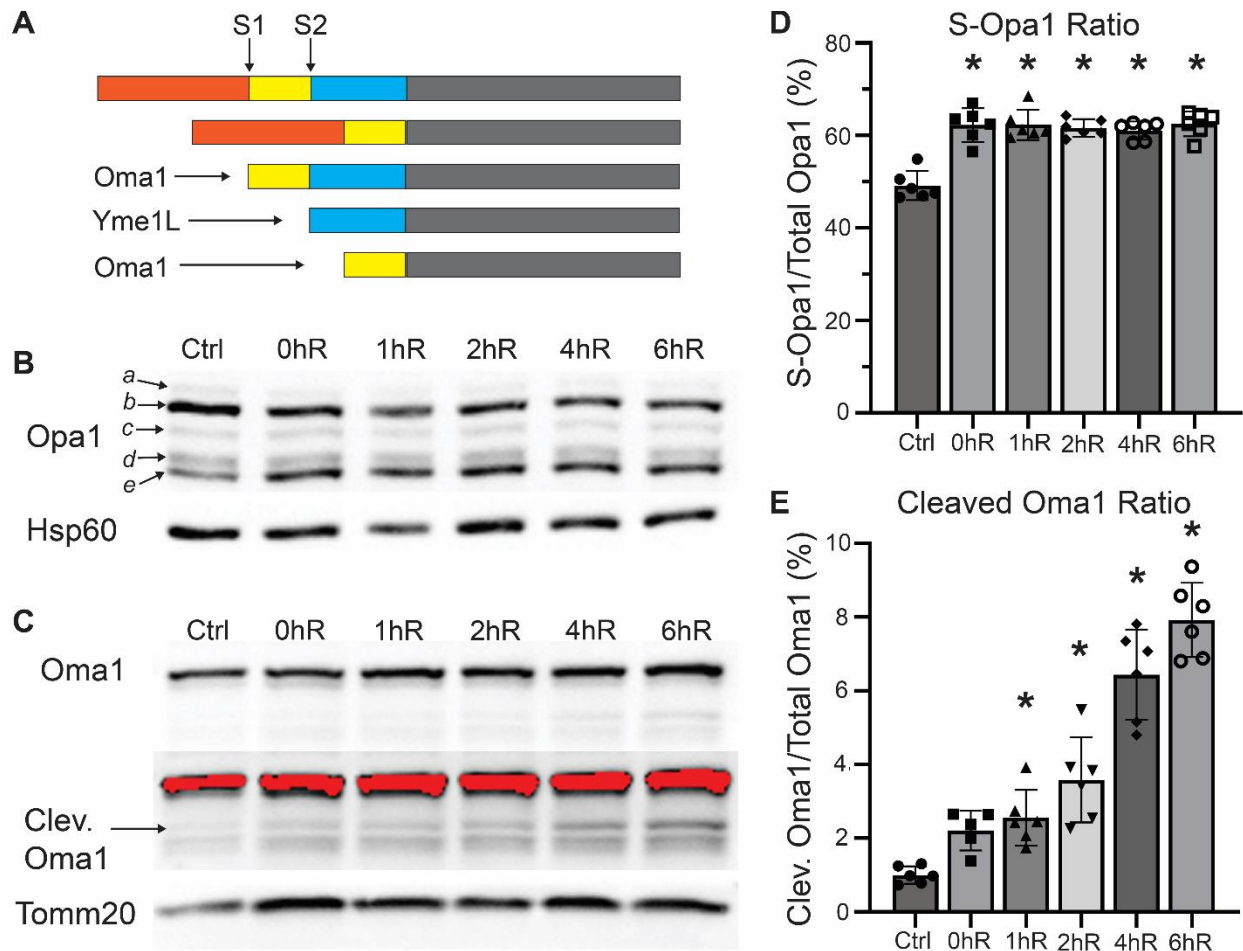 A
S1 S2
Oma1
Yme1L
Oma1
B
Ctrl 0hR 1hR 2hR 4hR 6hR
a
b
c
d
e
Opa1
Hsp60
C
Ctrl 0hR 1hR 2hR 4hR 6hR
Oma1
Clev.
Oma1
Tomm20
D
S-Opa1 Ratio
S-Opa1/Total Opa1 (%)
80
60
40
20
0
* * * * *
Ctrl 0hR 1hR 2hR 4hR 6hR
E
Cleaved Oma1 Ratio
Clev. Oma1/Total Oma1 (%)
10
8
6
4
2
0
* * * *
Ctrl 0hR 1hR 2hR 4hR 6hR